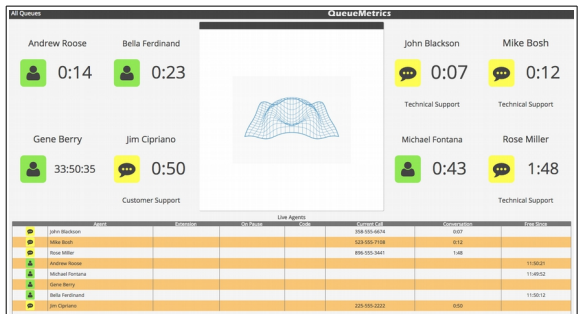 All Queues
QueueMetrics
Andrew Roose
Bella Ferdinand
John Blackson
Mike Bosh
0:14
0:23
0:07
0:12
Technical Support
Technical Support
Gene Berry
Jim Cipriano
Michael Fontana
Rose Miller
33:50:35
0:50
0:43
1:48
Customer Support
Technical Support
Live Agents
Agent Extension On Pause Code Current Call Conversation Free Since
John Blackson 358-555-6674 0:07
Mike Bosh 523-555-7158 0:12
Rose Miller 896-555-3441 1:48
Andrew Roose 11:50:21
Michael Fontana 11:49:52
Gene Berry
Bella Ferdinand 11:50:12
Jim Cipriano 225-555-2222 0:50